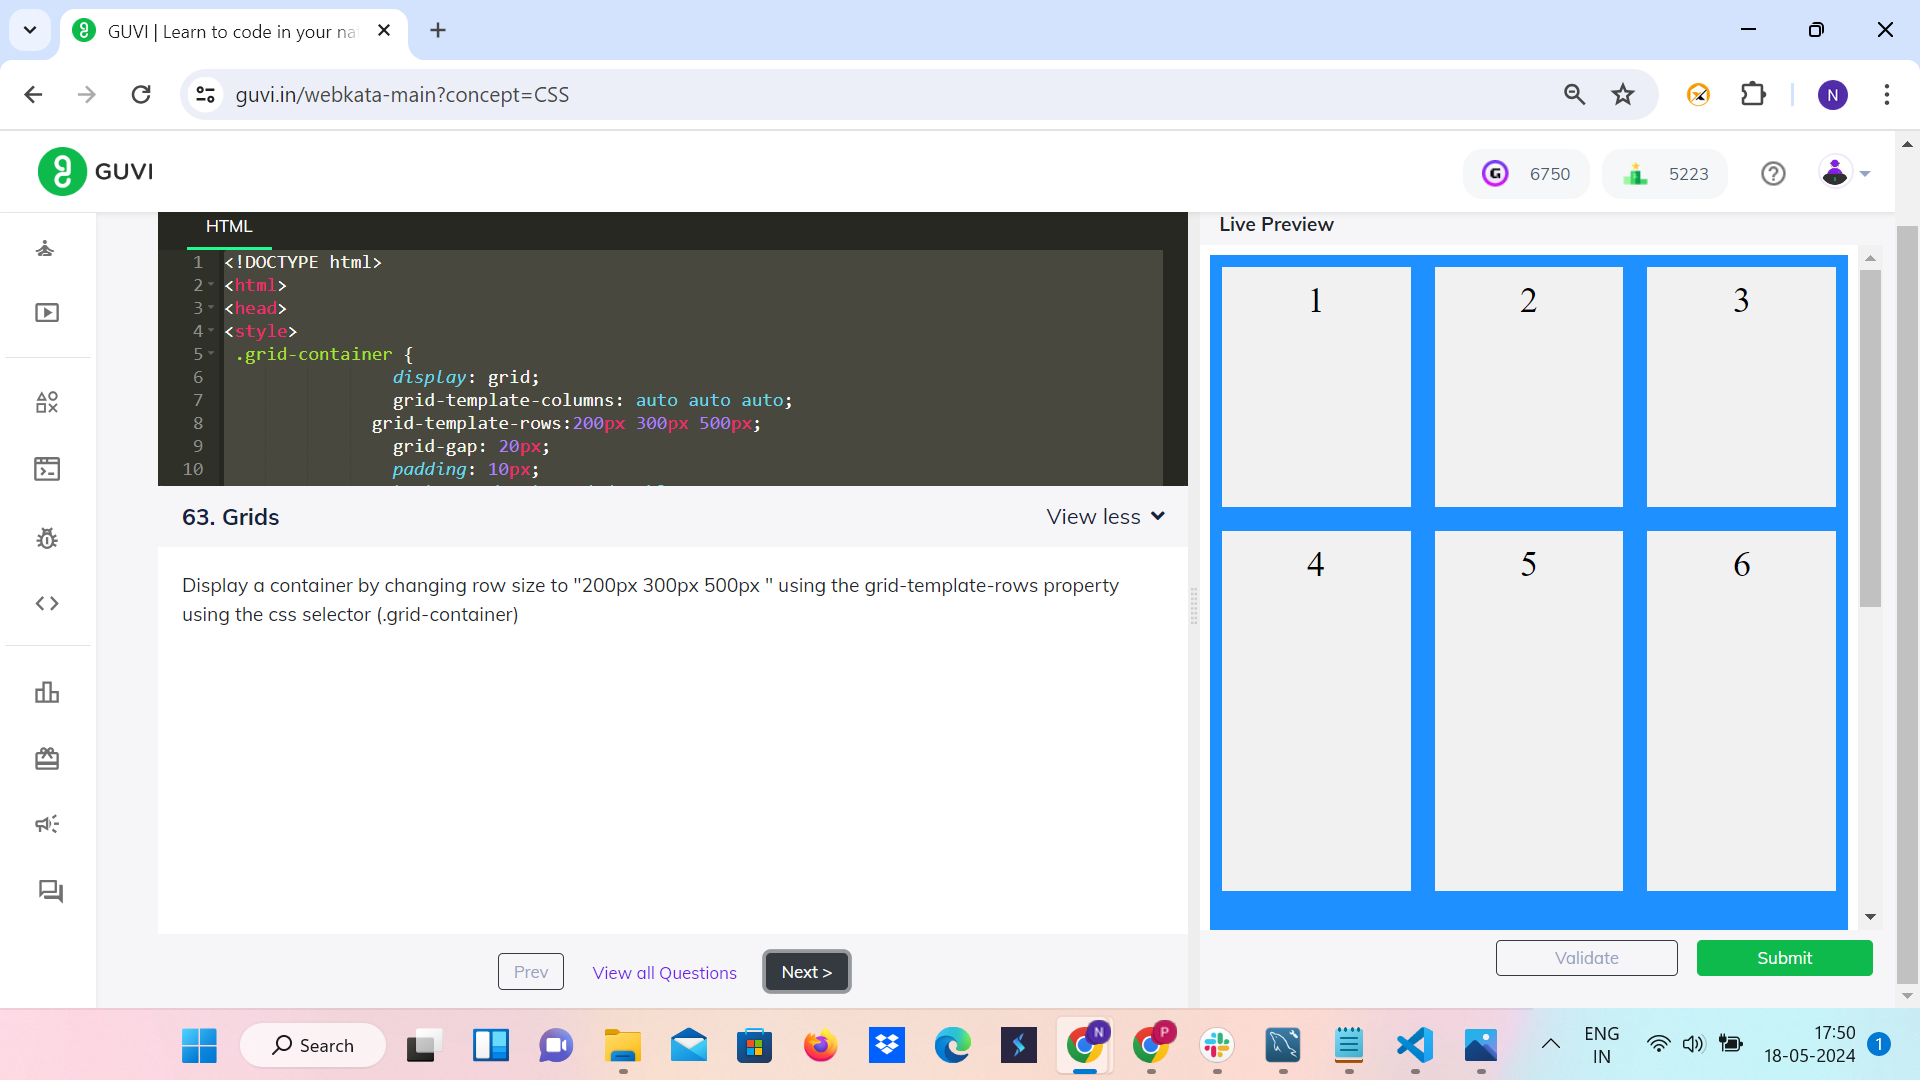 GUVI | Learn to code in your na
guvi.in/webkata-main?concept=CSS
N
GUVI
G 6750
5223
HTML
Live Preview
1 <!DOCTYPE html>
2 <html>
3 <head>
4 <style>
5 .grid-container {
6 display: grid;
7 grid-template-columns: auto auto auto;
8 grid-template-rows:200px 300px 500px;
9 grid-gap: 20px;
10 padding: 10px;
63. Grids
View less
Display a container by changing row size to "200px 300px 500px " using the grid-template-rows property
using the css selector (.grid-container)
1 2 3
4 5 6
Prev
View all Questions
Next >
Validate
Submit
Search
N
P
ENG
IN
17:50
18-05-2024
1